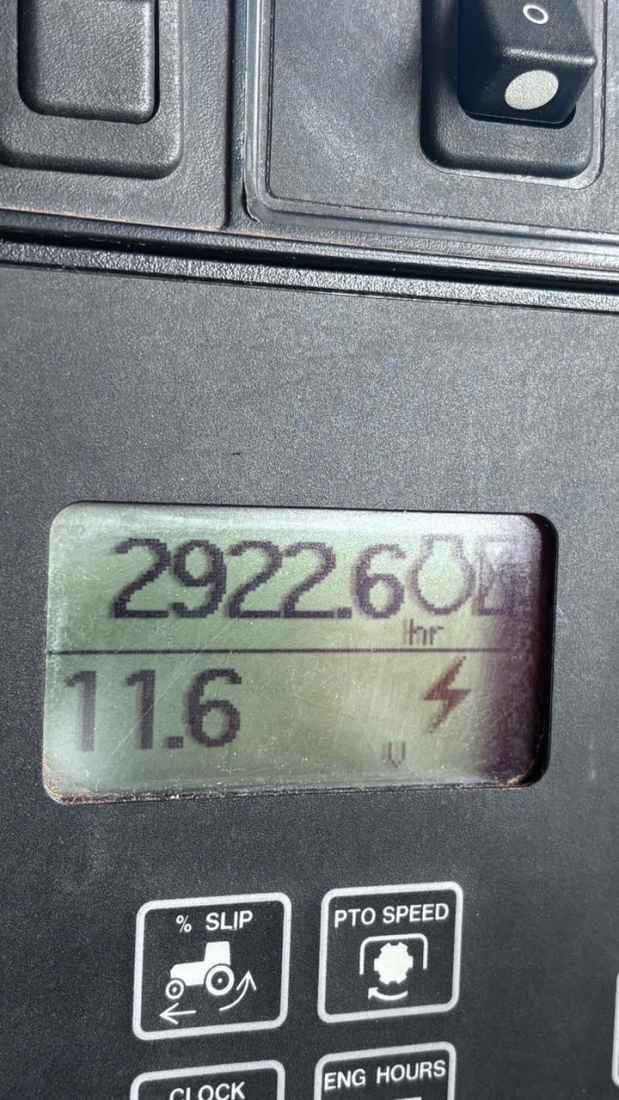 O
2922.6
hr
11.6
V
% SLIP
PTO SPEED
CLOCK
ENG HOURS